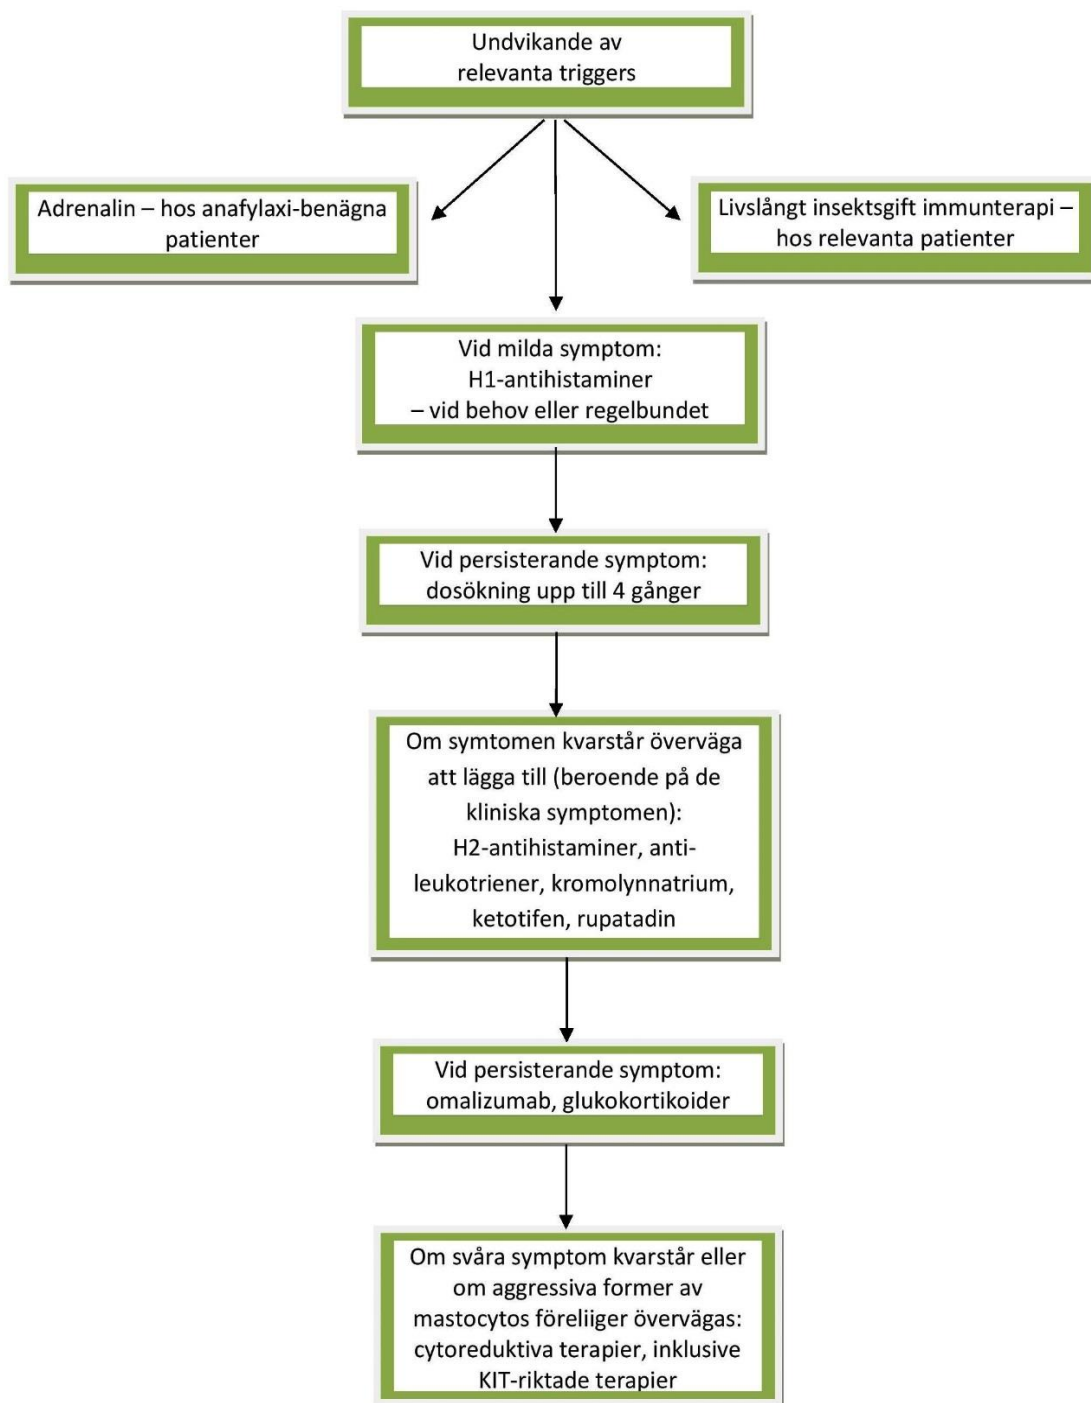 Undvikande av
relevanta triggers
Adrenalin – hos anafylaxi-benägna
patienter
Livslångt insektsgift immunterapi –
hos relevanta patienter
Vid milda symptom:
H1-antihistaminer
– vid behov eller regelbundet
Vid persisterande symptom:
dosökning upp till 4 gånger
Om symtomen kvarstår överväga
att lägga till (beroende på de
kliniska symptomen):
H2-antihistaminer, anti-
leukotriener, kromolynnatrium,
ketotifen, rupatadin
Vid persisterande symptom:
omalizumab, glukokortikoider
Om svåra symptom kvarstår eller
om aggressiva former av
mastocytos föreliiger övervägas:
cytoreduktiva terapier, inklusive
KIT-riktade terapier